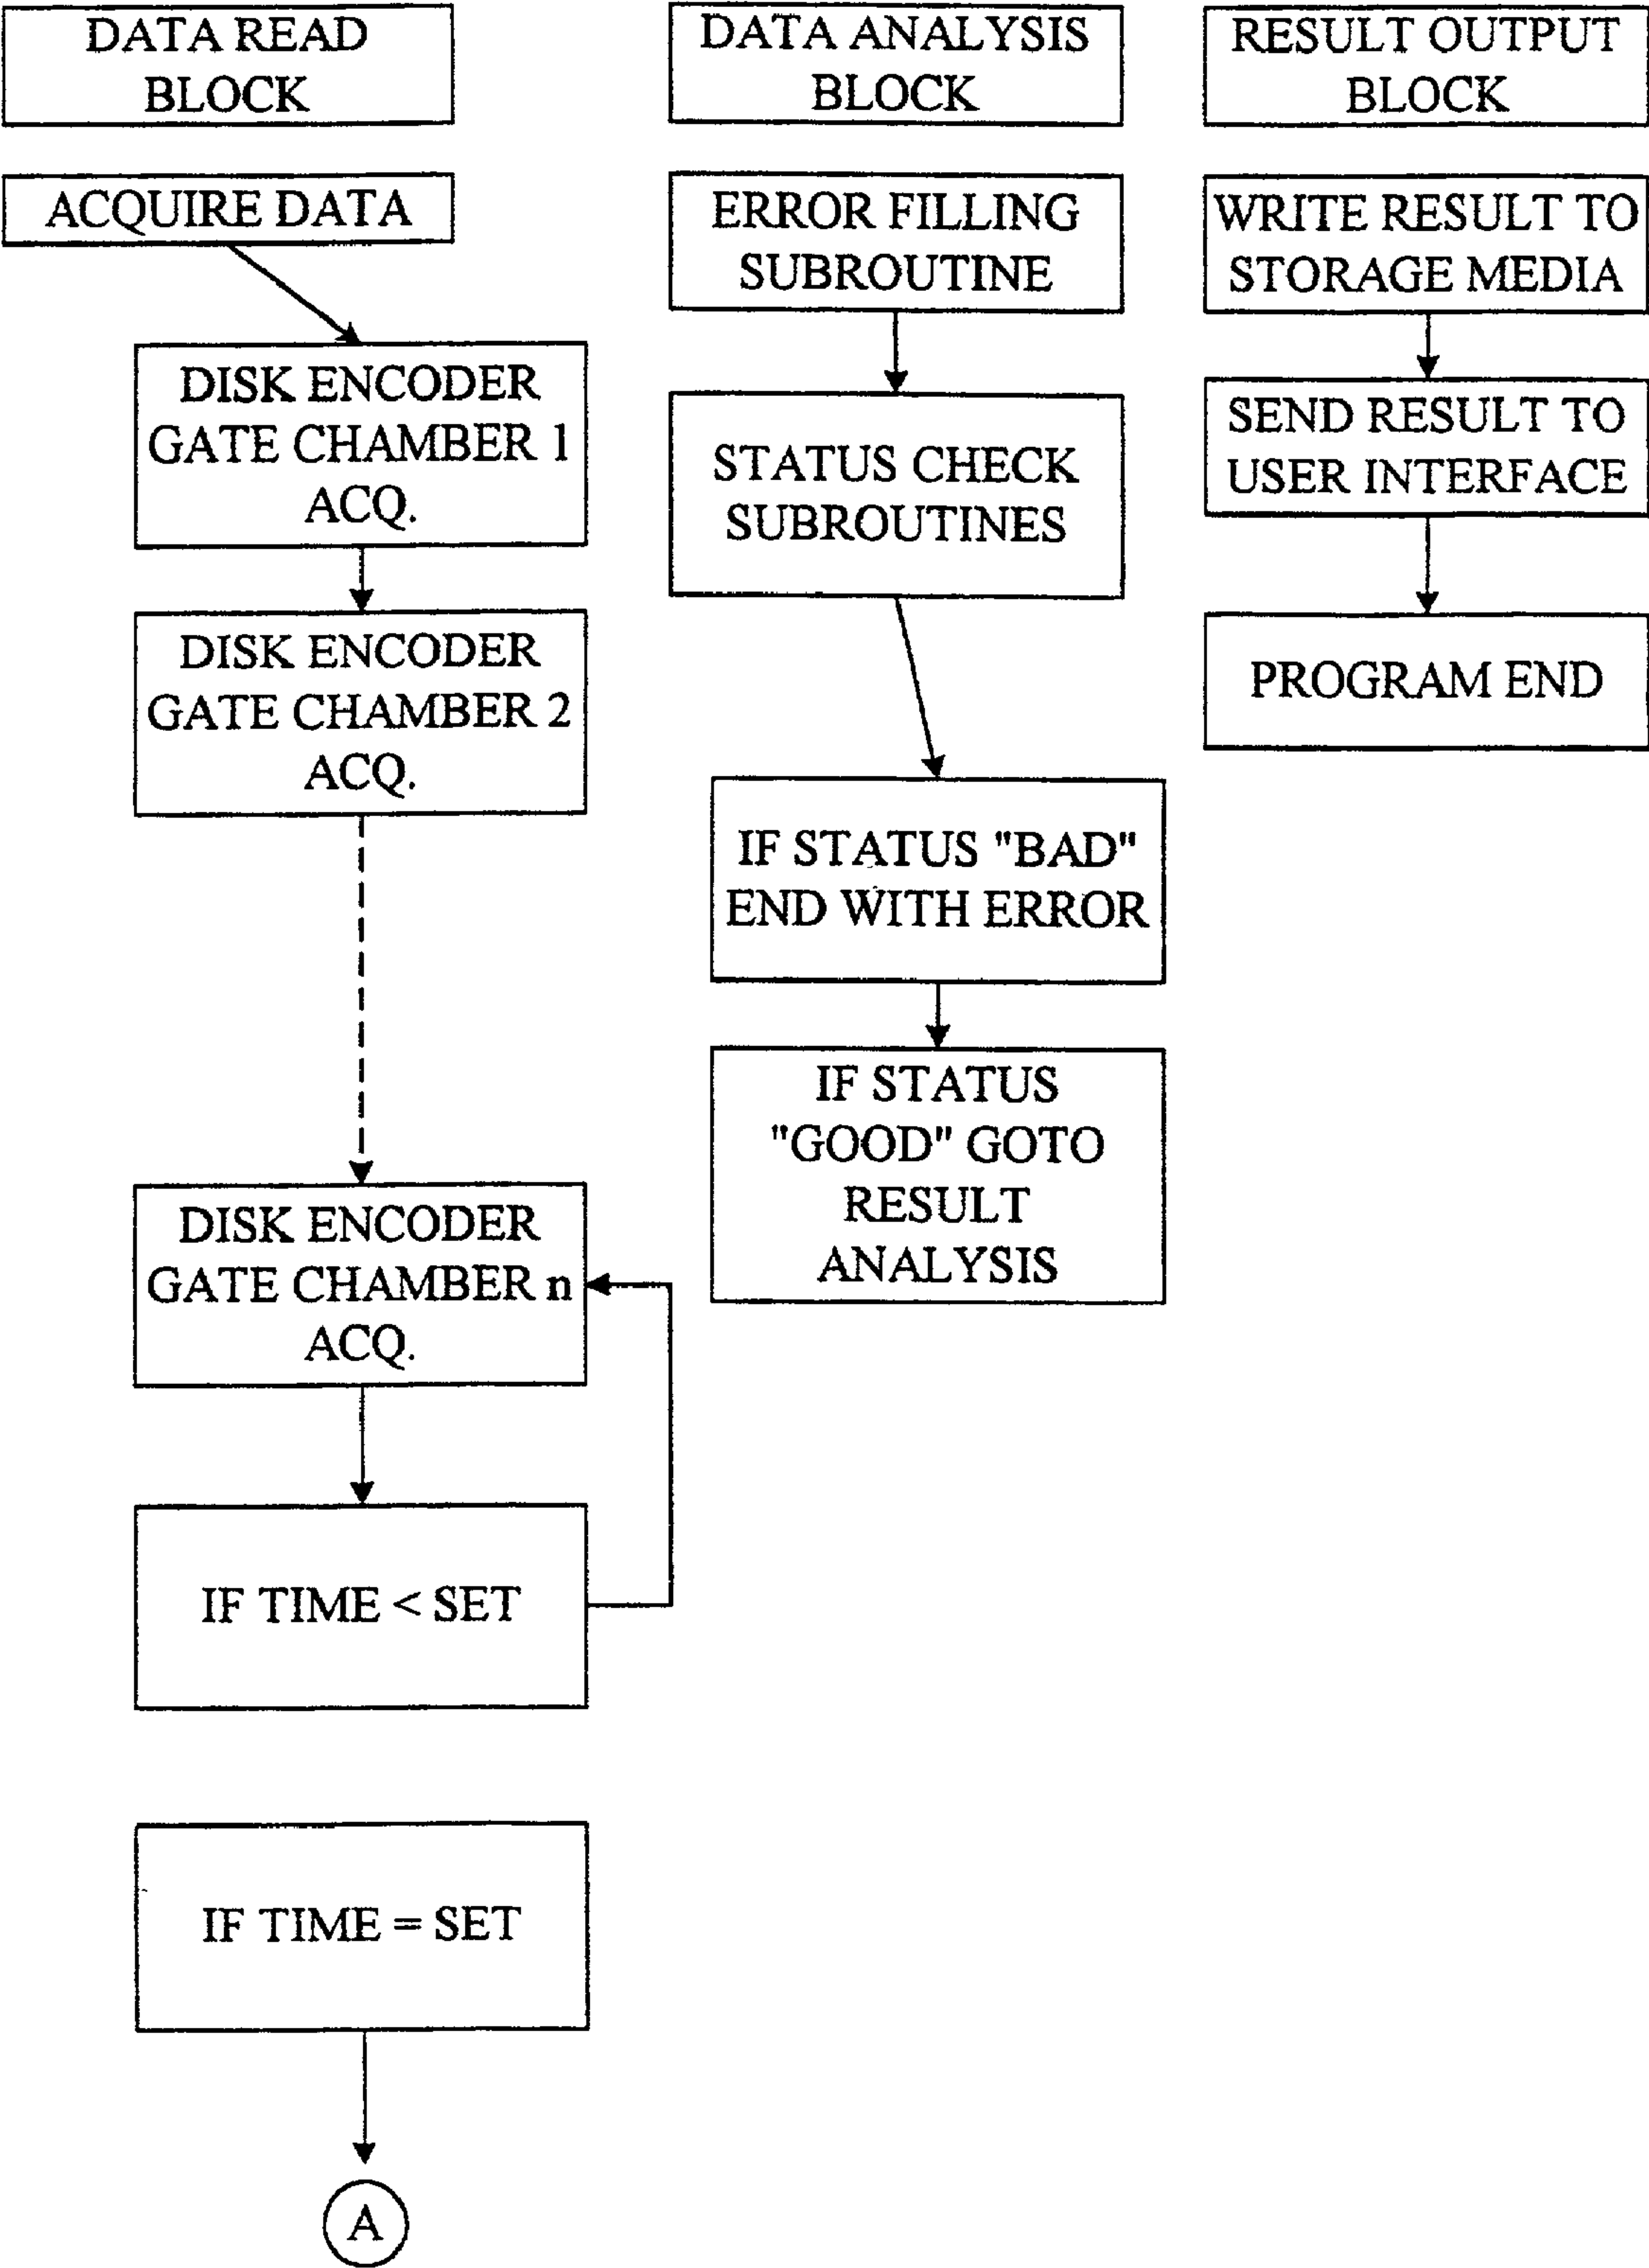 DATA READ
BLOCK
ACQUIRE DATA
DISK ENCODER
GATE CHAMBER 1
ACQ.
DISK ENCODER
GATE CHAMBER 2
ACQ.
DISK ENCODER
GATE CHAMBER n
ACQ.
IF TIME < SET
IF TIME = SET
A
DATA ANALYSIS
BLOCK
ERROR FILLING
SUBROUTINE
STATUS CHECK
SUBROUTINES
IF STATUS "BAD"
END WITH ERROR
IF STATUS
"GOOD" GOTO
RESULT
ANALYSIS
RESULT OUTPUT
BLOCK
WRITE RESULT TO
STORAGE MEDIA
SEND RESULT TO
USER INTERFACE
PROGRAM END